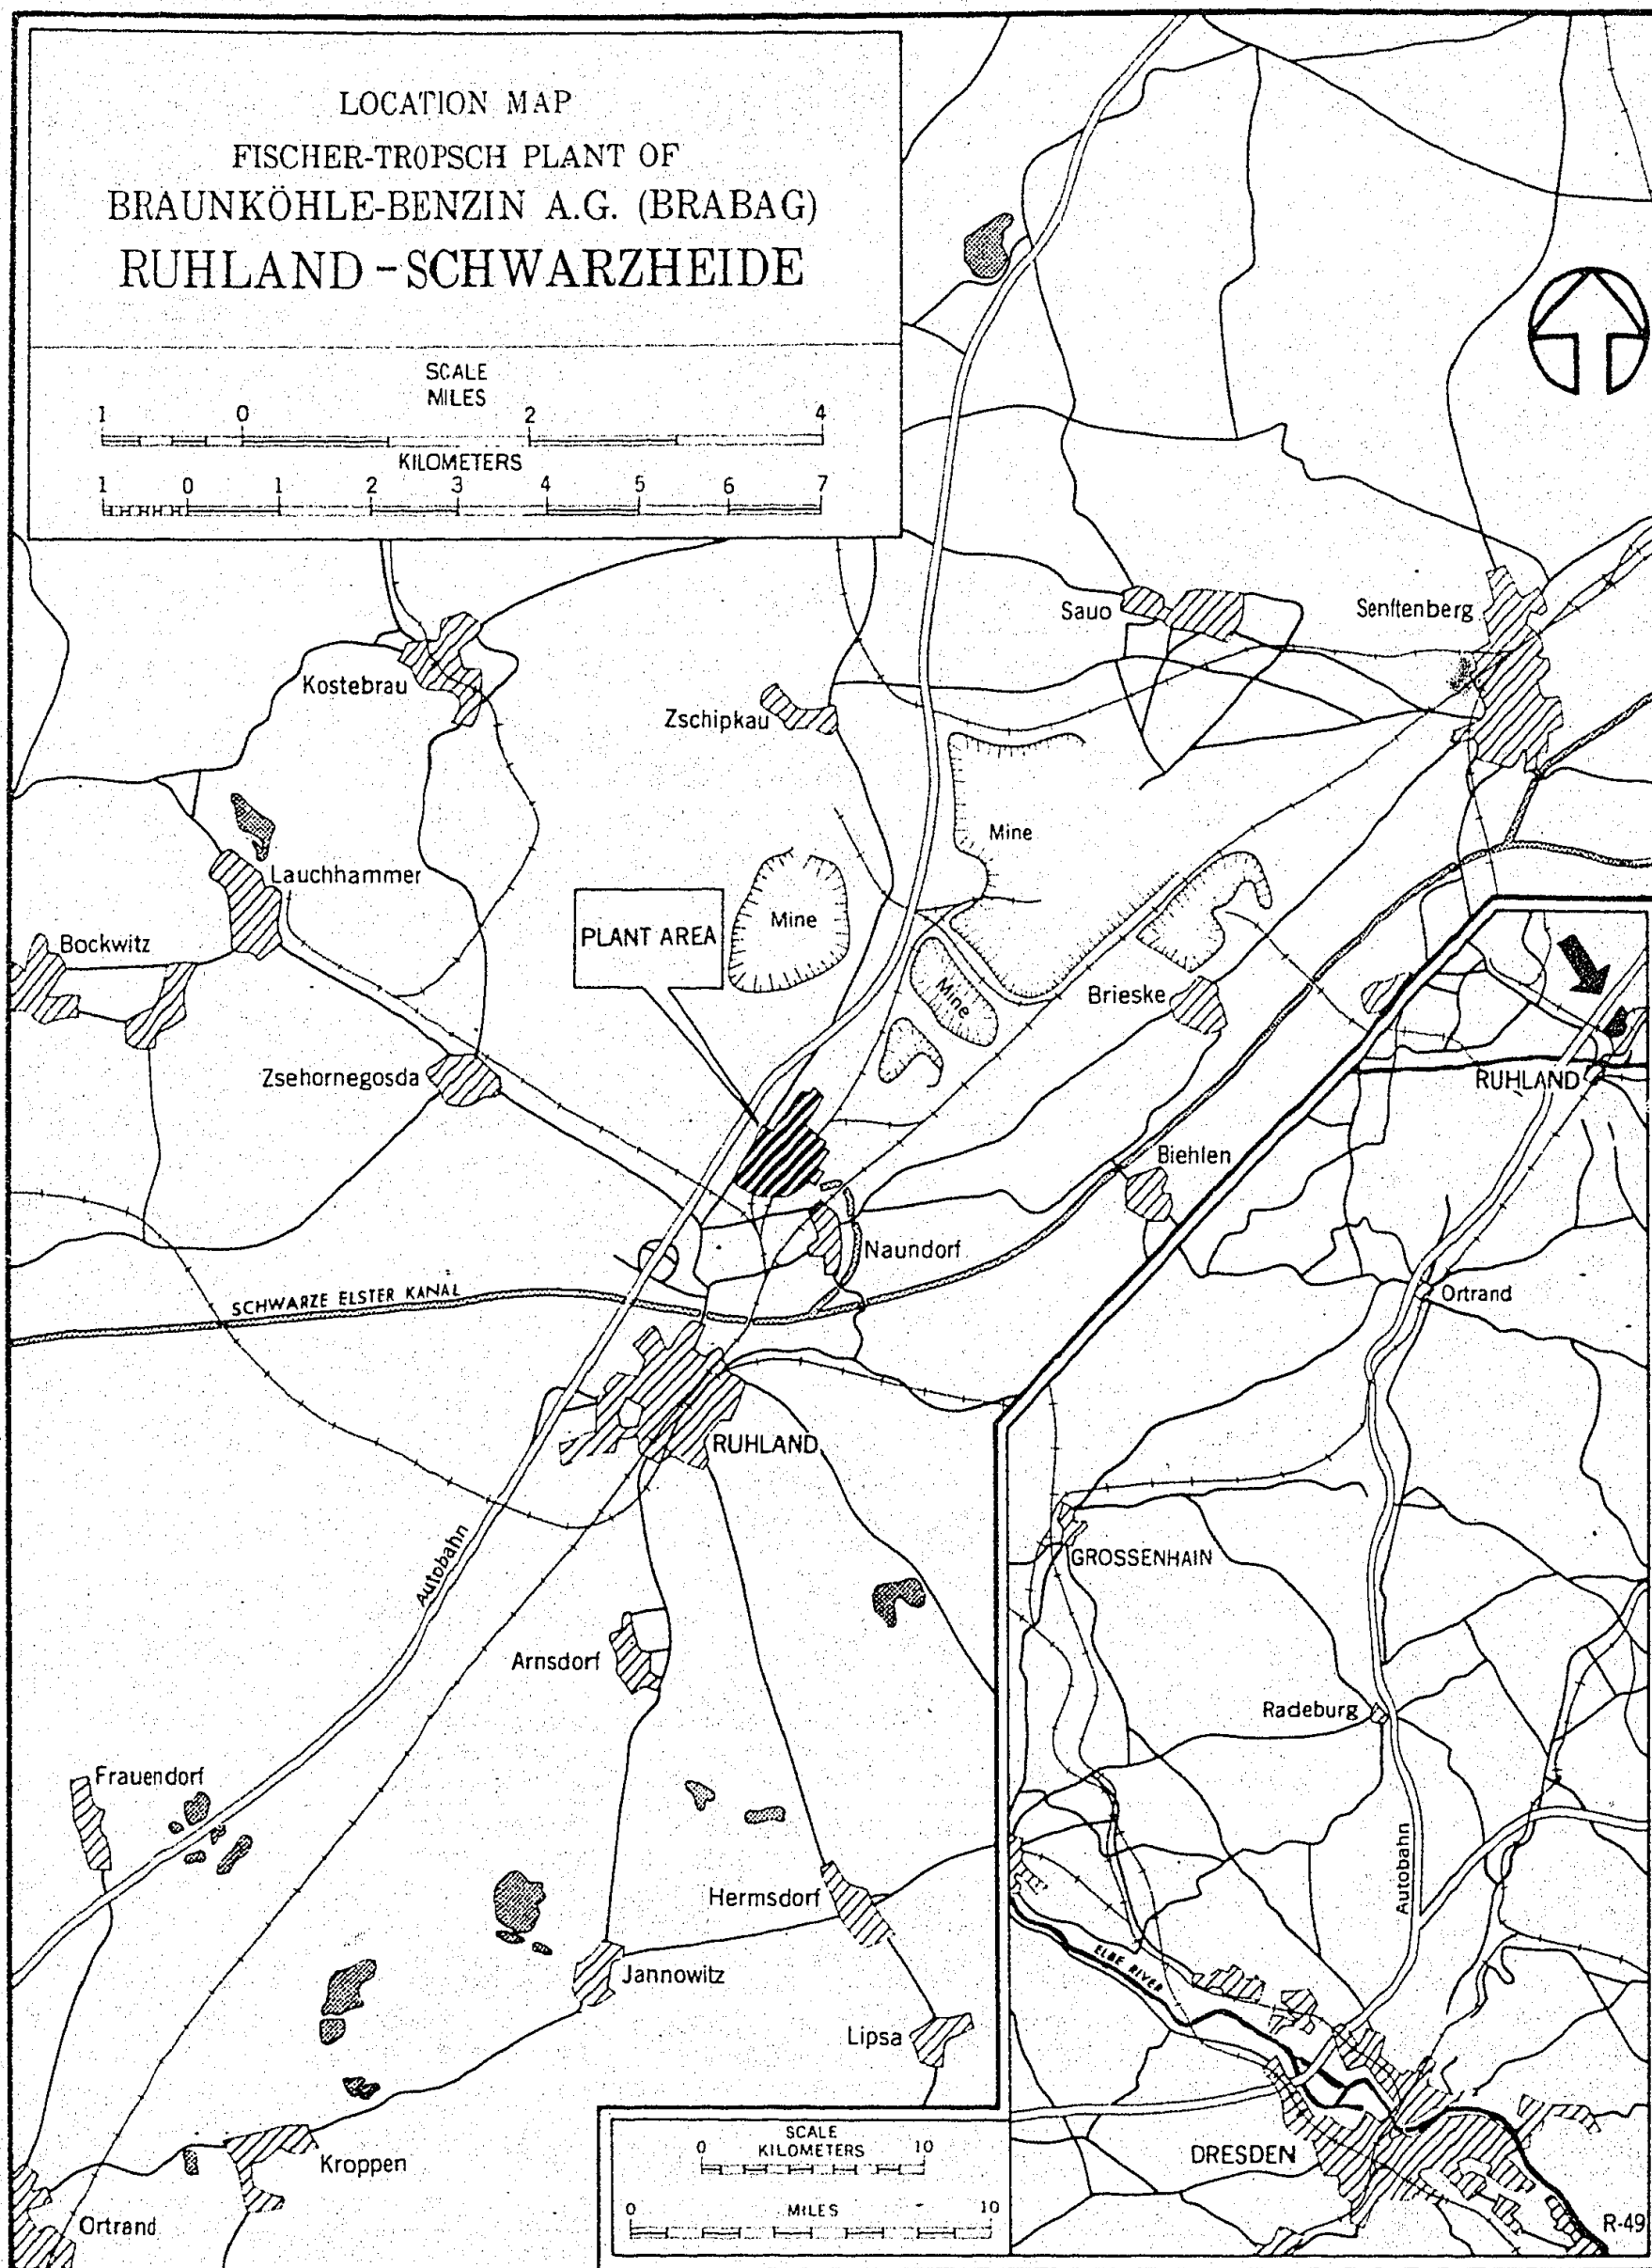 LOCATION MAP
FISCHER-TROPSCH PLANT OF
BRAUNKÖHLE-BENZIN A.G. (BRABAG)
RUHLAND-SCHWARZHEIDE
SCALE
MILES
1 0 2 4
KILOMETERS
1 0 1 2 3 4 5 6 7
Sauo
Senftenberg
Kostebrau
Zschipkau
Mine
Lauchhammer
Mine
PLANT AREA
Bockwitz
Mine
Brieske
Zsehornegosda
RUHLAND
Biehlen
Naundorf
SCHWARZE ELSTER KANAL
Ortrand
RUHLAND
Autobahn
GROSSENHAIN
Arnsdorf
Radeburg
Frauendorf
Autobahn
Hermsdorf
ELBE RIVER
Jannowitz
Lipsa
SCALE
KILOMETERS
0 10
DRESDEN
Kroppen
MILES
0 10
Ortrand
R-49